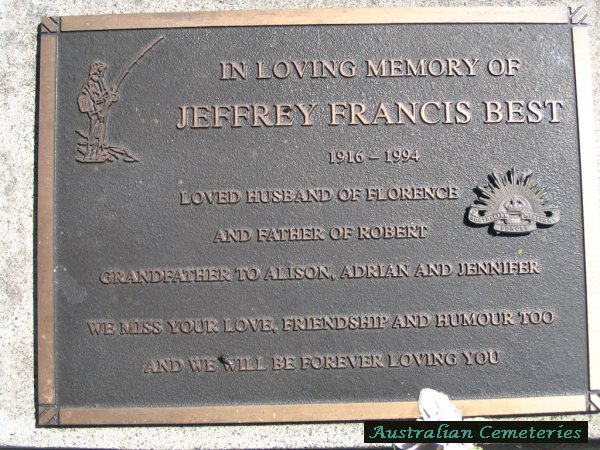 IN LOVING MEMORY OF
JEFFREY FRANCIS BEST
1916 – 1994
LOVED HUSBAND OF FLORENCE
AND FATHER OF ROBERT
GRANDFATHER TO ALISON, ADRIAN AND JENNIFER
WE MISS YOUR LOVE, FRIENDSHIP AND HUMOUR TOO
AND WE WILL BE FOREVER LOVING YOU
Australian Cemeteries